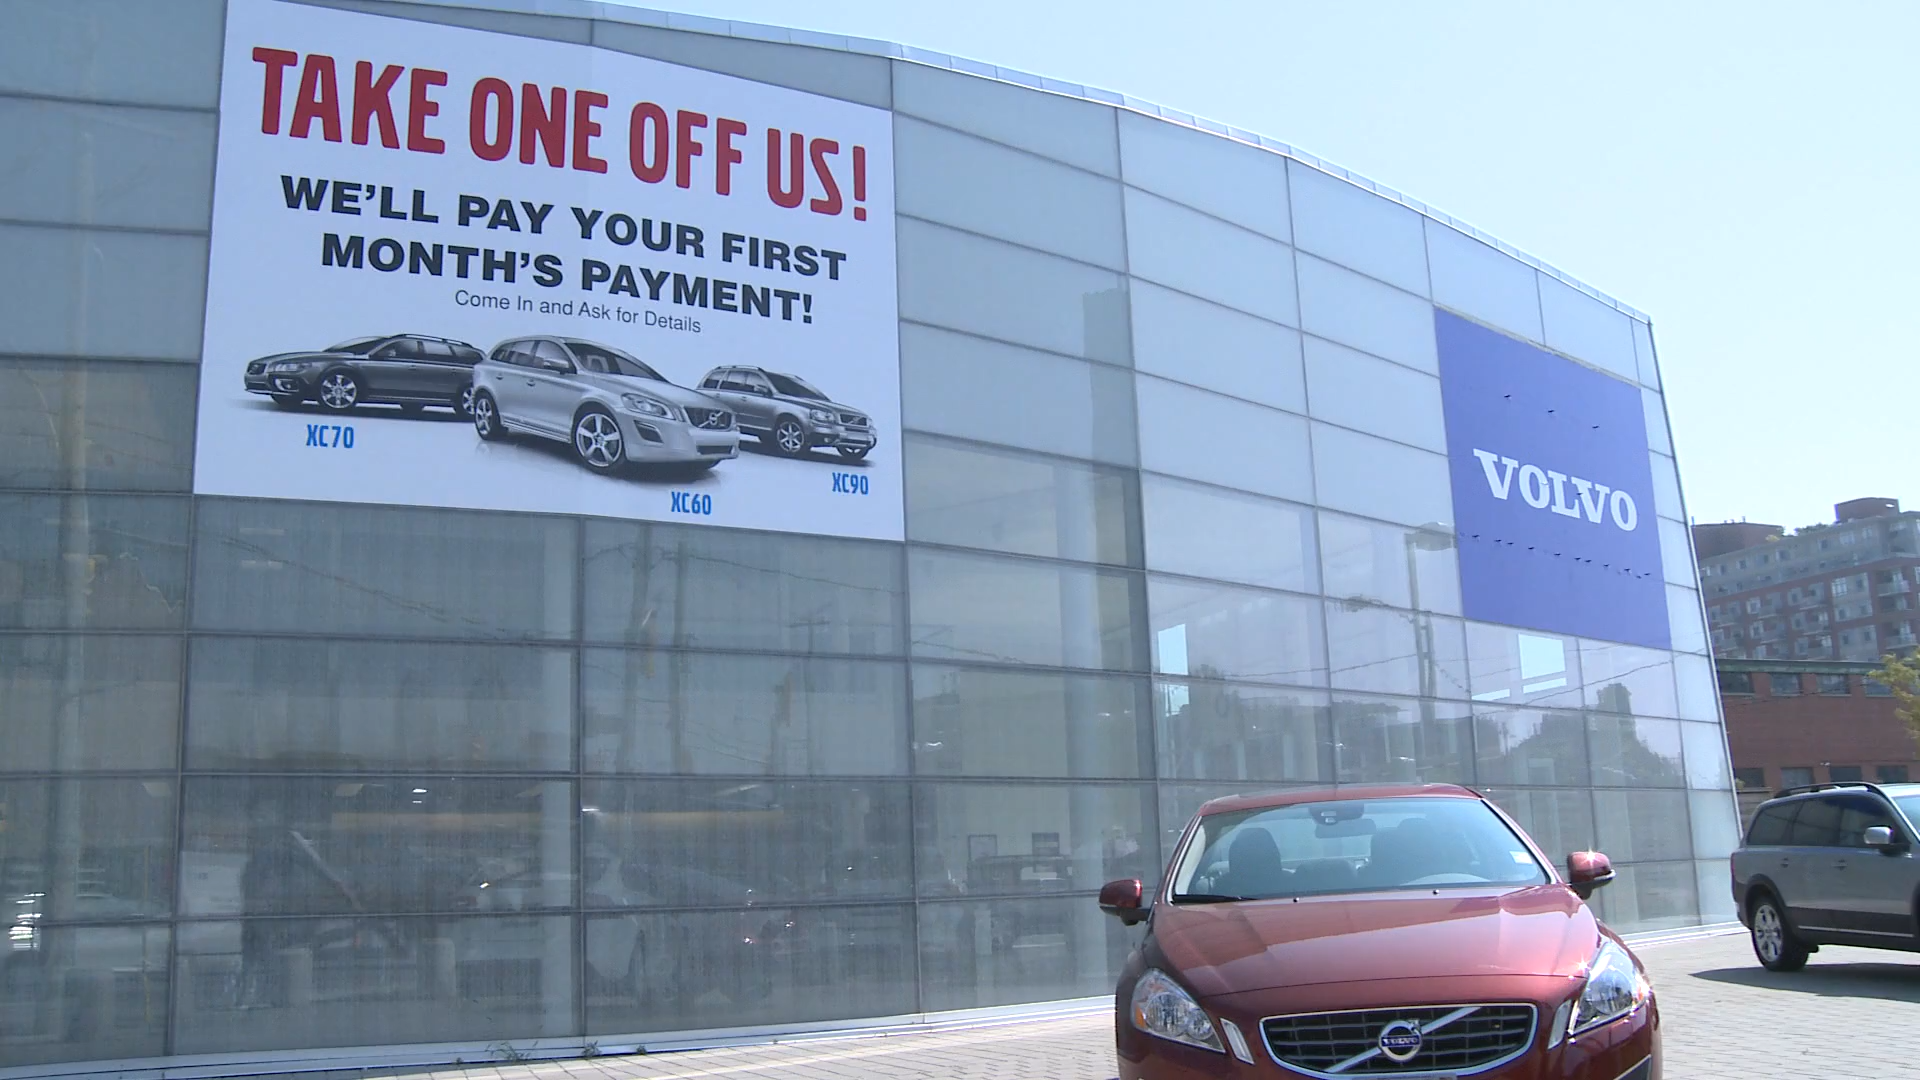 TAKE ONE OFF US!
WE'LL PAY YOUR FIRST
MONTH'S PAYMENT!
Come In and Ask for Details
XC70
XC60
XC90
VOLVO
VOLVO